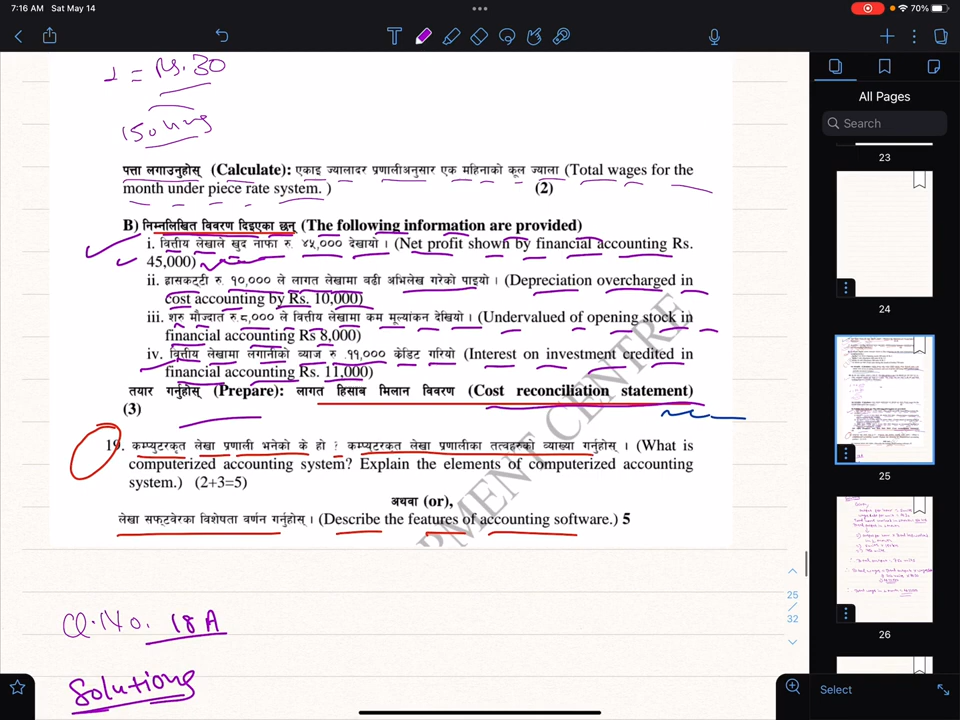 7:16 AM Sat May 14
70%
1 = Rs. 30
पत्ता लगाउनुहोस् (Calculate): एकाइ ज्यालादर प्रणालीअनुसार एक महिनाको कूल ज्याला (Total wages for the
month under piece rate system. ) (2)
B) निम्नलिखित विवरण दिइएका छन् (The following information are provided)
i. वित्तीय लेखाले खुद नाफा रु. ४५,००० देखायो । (Net profit shown by financial accounting Rs.
45,000)
ii. ह्रासकट्टी रु. १०,००० ले लागत लेखामा बढी अभिलेख गरेको पाइयो । (Depreciation overcharged in
cost accounting by Rs. 10,000)
iii. शुरु मौज्दात रु.८,००० ले वित्तीय लेखामा कम मूल्यांकन देखियो । (Undervalued of opening stock in
financial accounting Rs 8,000)
iv. वित्तीय लेखामा लगानीको ब्याज रु ११,००० केडिट गरियो (Interest on investment credited in
financial accounting Rs. 11,000)
तयार गर्नुहोस् (Prepare): लागत हिसाब मिलान विवरण (Cost reconciliation statement)
(3)
19. कम्प्युटरकृत लेखा प्रणाली भनेको के हो ? कम्प्युटरकृत लेखा प्रणालीका तत्वहरुको व्याख्या गर्नुहोस् । (What is
computerized accounting system? Explain the elements of computerized accounting
system.) (2+3=5)
अथवा (or),
लेखा सफ्टवेरका विशेषता वर्णन गर्नुहोस् । (Describe the features of accounting software.) 5
MENT CENTRE
Q.No. 18A
Solutions
All Pages
Search
23
24
25
26
25
/
32
Select